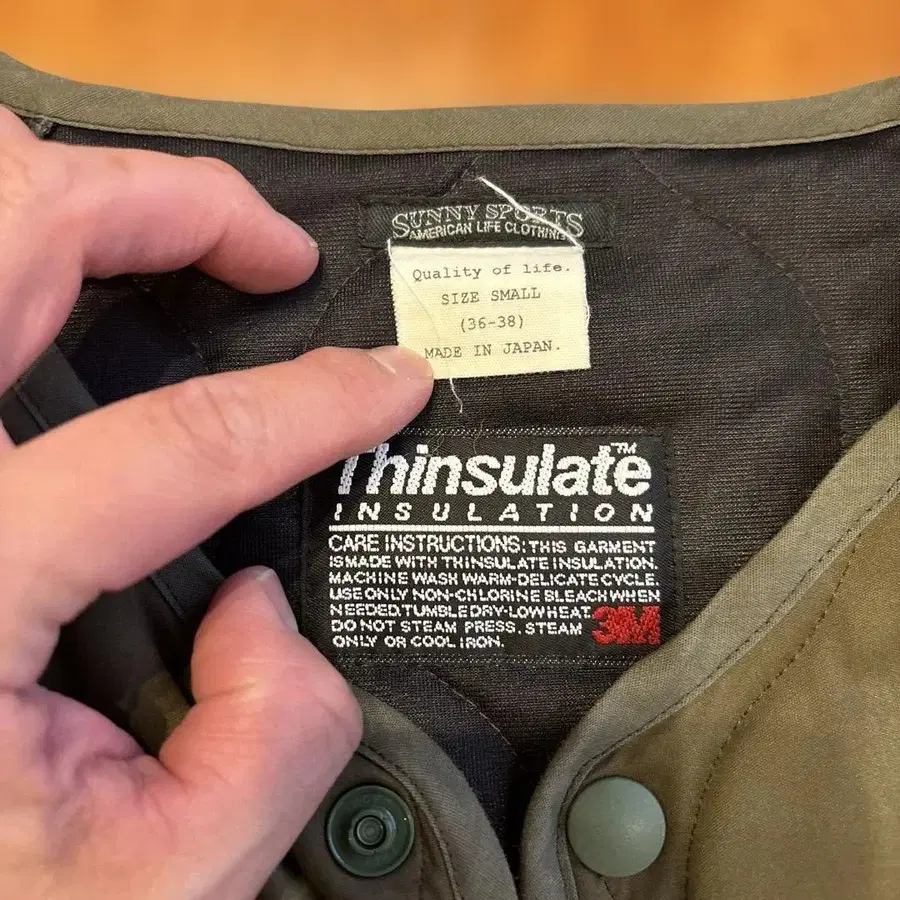 SUNNY SPORTS
AMERICAN LIFE CLOTHING
Quality of life.
SIZE SMALL
(36-38)
MADE IN JAPAN.
Thinsulate™
INSULATION
CARE INSTRUCTIONS: THIS GARMENT
IS MADE WITH THINSULATE INSULATION.
MACHINE WASH WARM-DELICATE CYCLE.
USE ONLY NON-CHLORINE BLEACH WHEN
NEEDED. TUMBLE DRY-LOW HEAT.
DO NOT STEAM PRESS. STEAM
ONLY OR COOL IRON.
3M